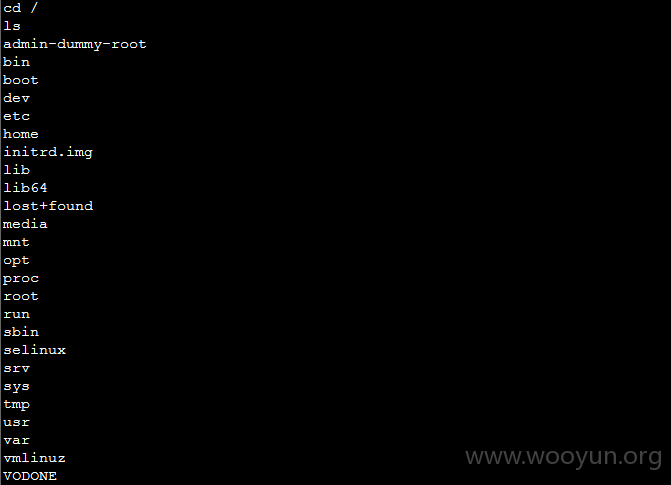 cd /
ls
admin-dummy-root
bin
boot
dev
etc
home
initrd.img
lib
lib64
lost+found
media
mnt
opt
proc
root
run
sbin
selinux
srv
sys
tmp
usr
var
vmlinuz
VODONE
www.wooyun.org